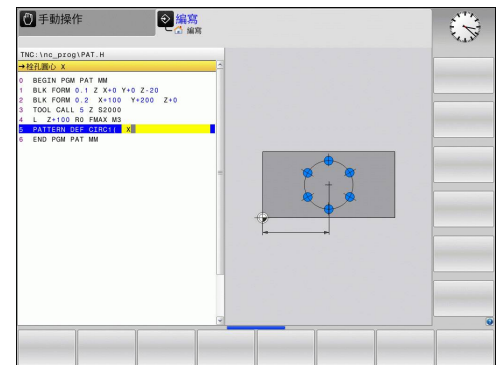 手動操作
編寫
編寫
TNC:\nc_prog\PAT.H
→栓孔圓心 X
0 BEGIN PGM PAT MM
1 BLK FORM 0.1 Z X+0 Y+0 Z-20
2 BLK FORM 0.2 X+100 Y+200 Z+0
3 TOOL CALL 5 Z S2000
4 L Z+100 R0 FMAX M3
5 PATTERN DEF CIRC1( X
6 END PGM PAT MM